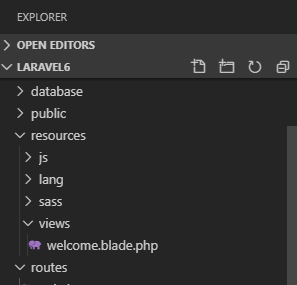 EXPLORER
OPEN EDITORS
LARAVEL6
database
public
resources
js
lang
sass
views
welcome.blade.php
routes